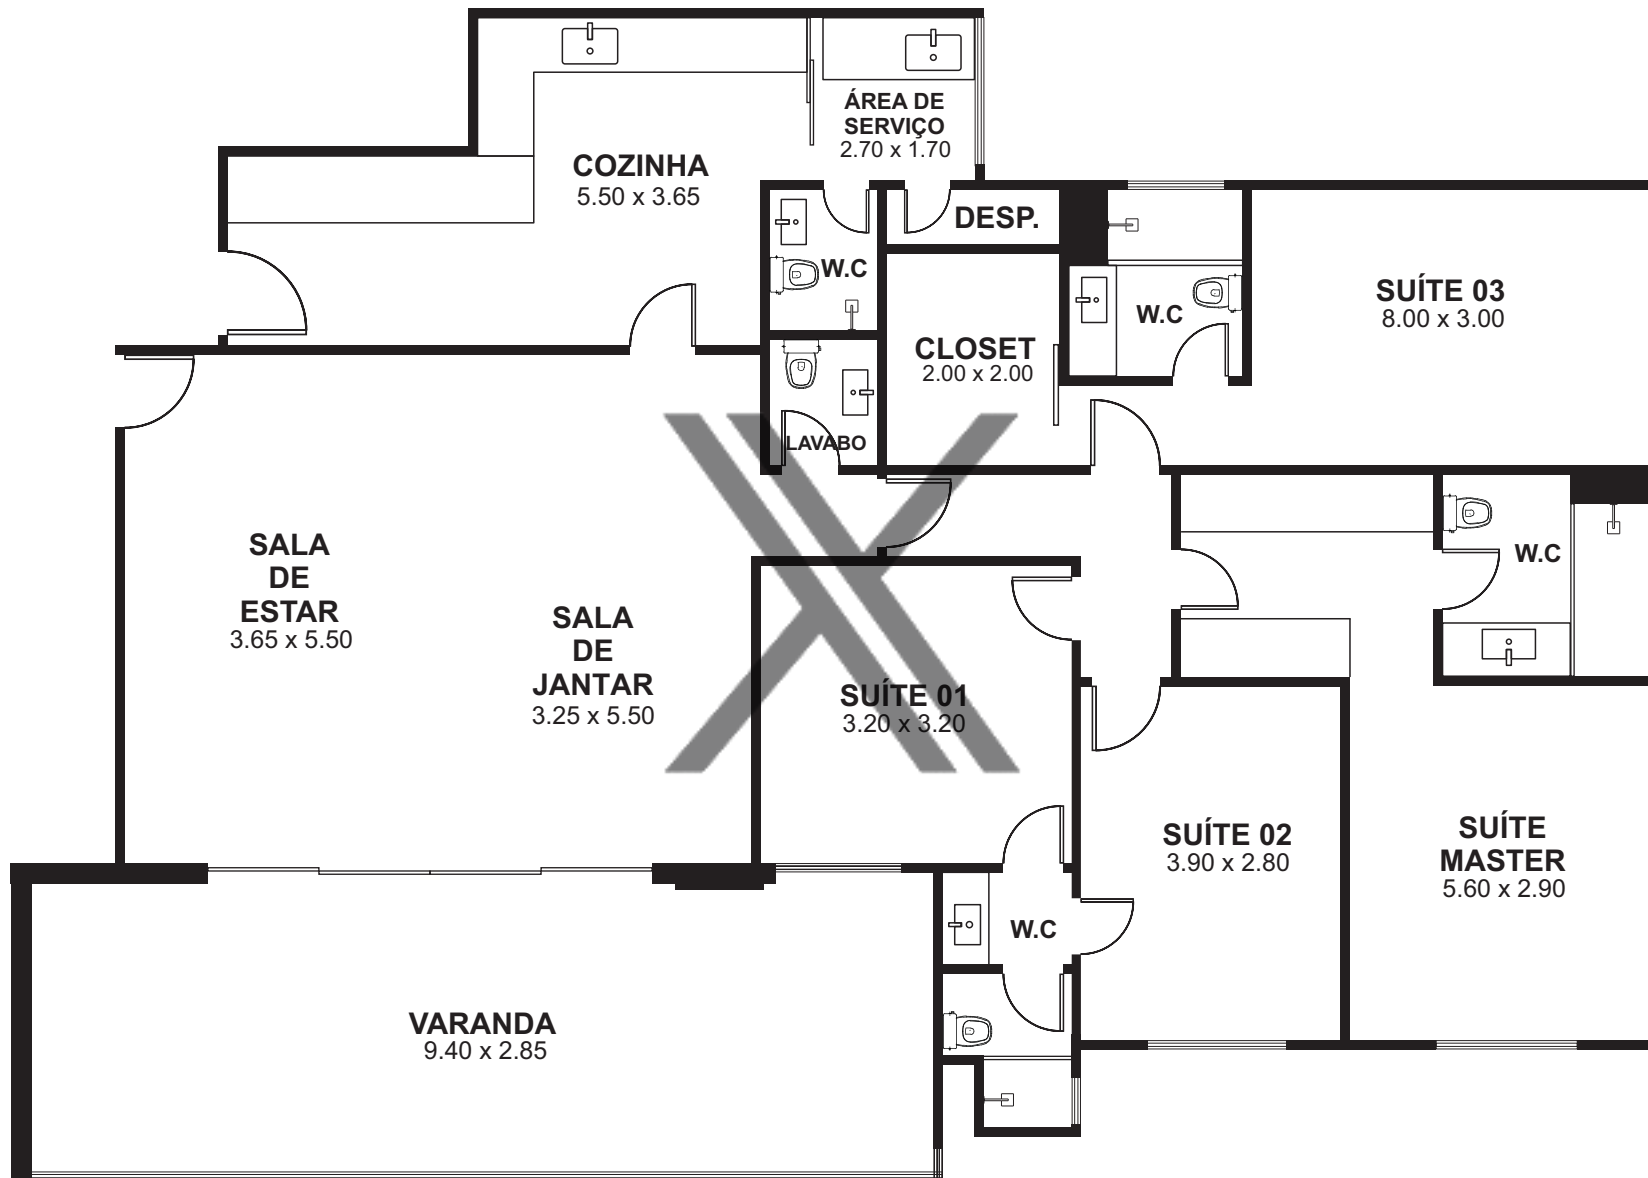 ÁREA DE
SERVIÇO
2.70 x 1.70
COZINHA
5.50 x 3.65
DESP.
W.C
W.C
SUÍTE 03
8.00 x 3.00
CLOSET
2.00 x 2.00
LAVABO
SALA
DE
ESTAR
3.65 x 5.50
SALA
DE
JANTAR
3.25 x 5.50
W.C
SUÍTE 01
3.20 x 3.20
SUÍTE 02
3.90 x 2.80
SUÍTE
MASTER
5.60 x 2.90
W.C
VARANDA
9.40 x 2.85